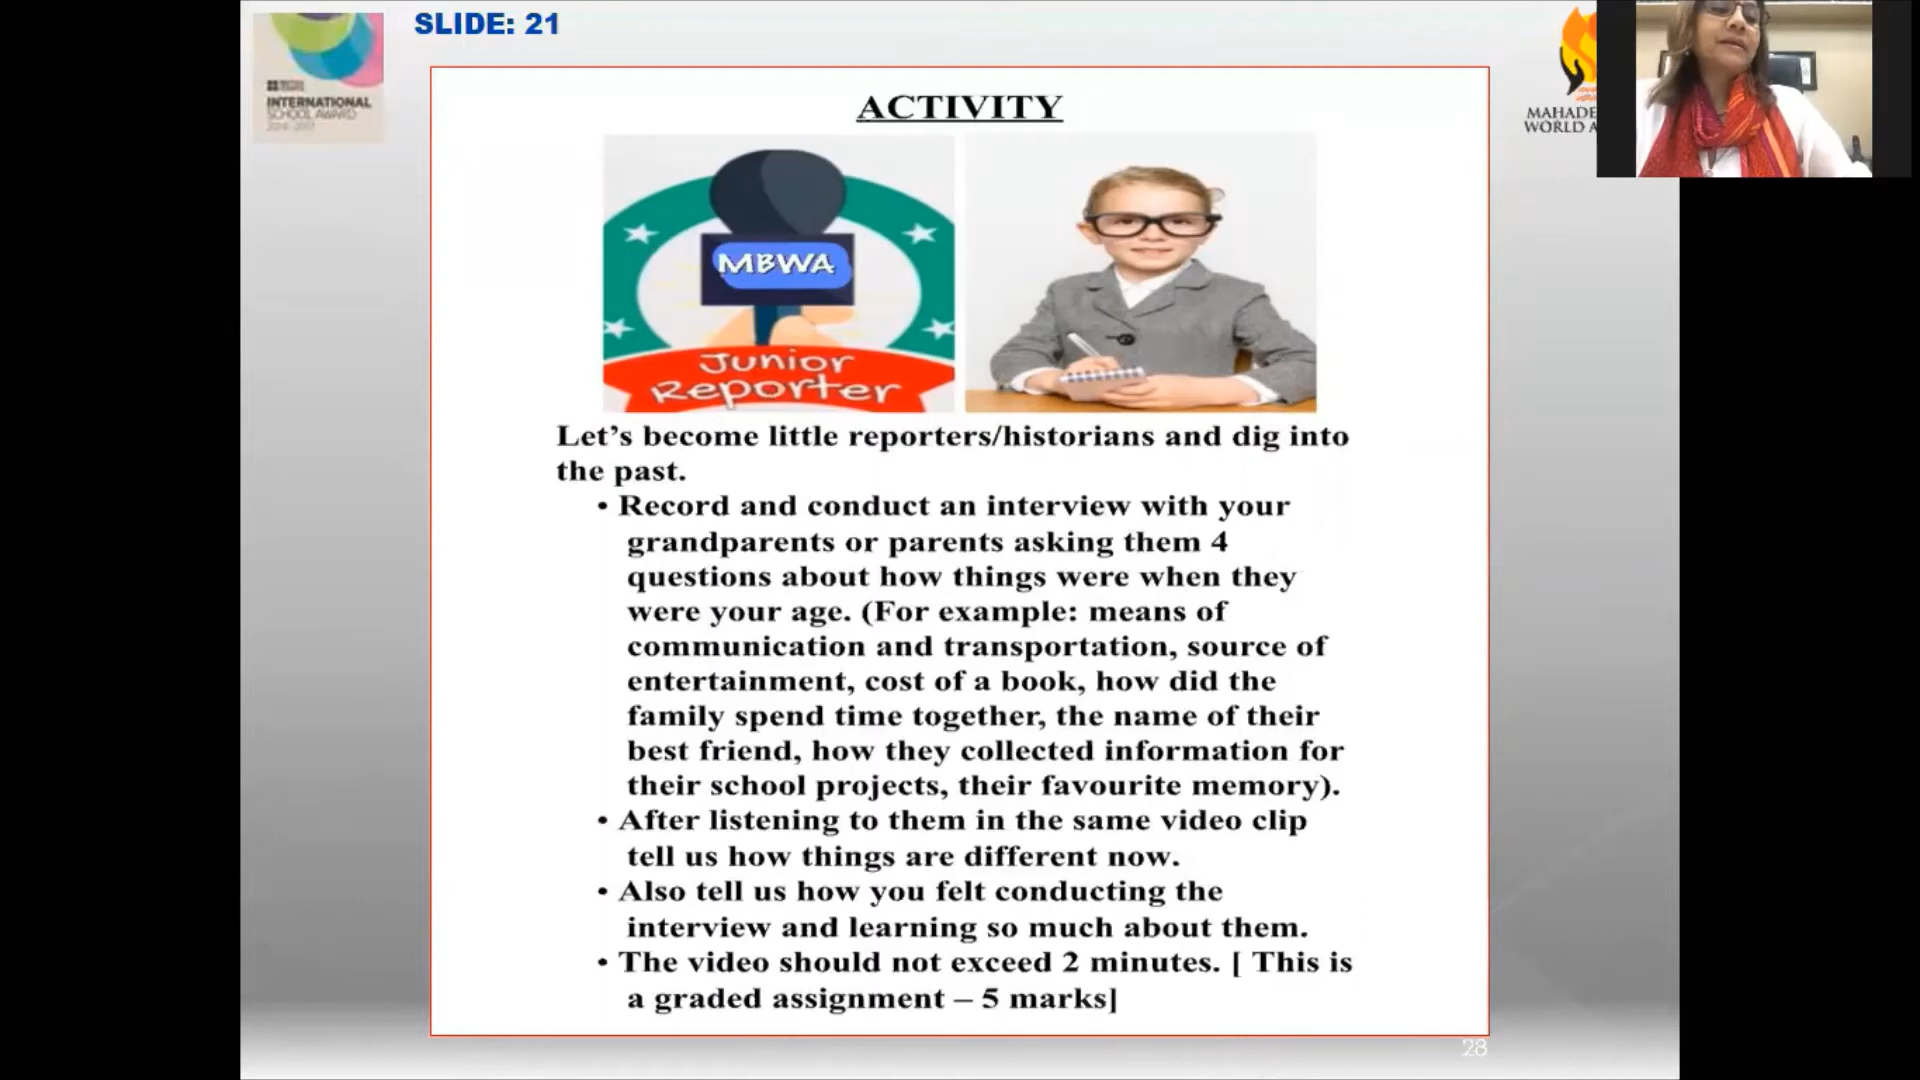 SLIDE: 21
INTERNATIONAL
SCHOOL AWARD
MAHADE
WORLD A
ACTIVITY
MBWA
Junior
Reporter
Let’s become little reporters/historians and dig into
the past.
• Record and conduct an interview with your
grandparents or parents asking them 4
questions about how things were when they
were your age. (For example: means of
communication and transportation, source of
entertainment, cost of a book, how did the
family spend time together, the name of their
best friend, how they collected information for
their school projects, their favourite memory).
• After listening to them in the same video clip
tell us how things are different now.
• Also tell us how you felt conducting the
interview and learning so much about them.
• The video should not exceed 2 minutes. [ This is
a graded assignment – 5 marks]
28